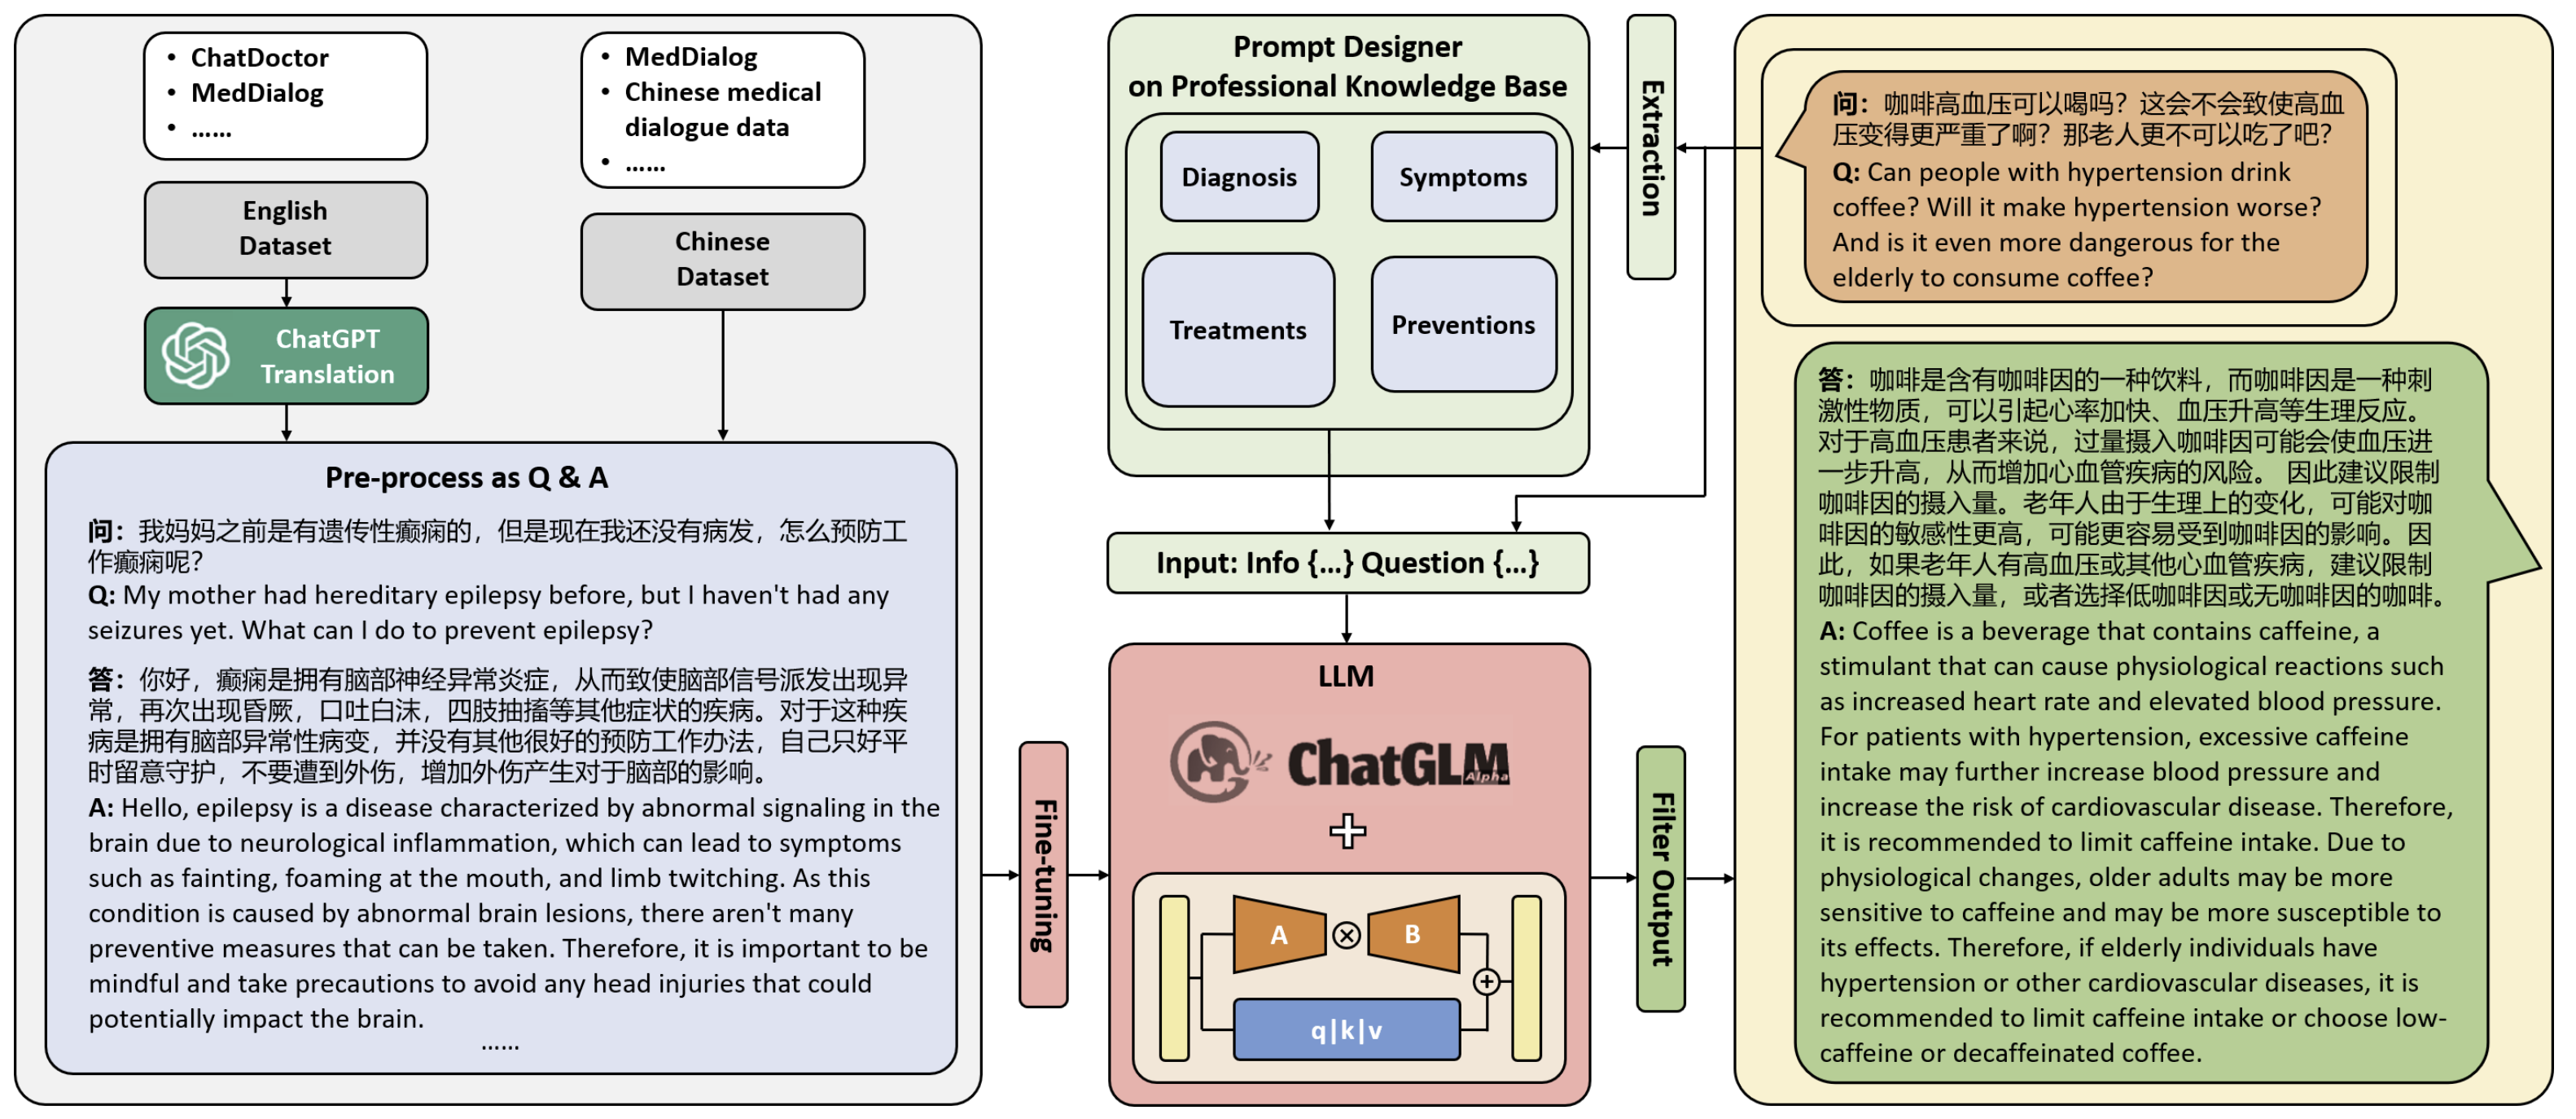 • ChatDoctor
• MedDialog
• ……
English
Dataset
ChatGPT
Translation
• MedDialog
• Chinese medical
dialogue data
• ……
Chinese
Dataset
Pre-process as Q & A
问：我妈妈之前是有遗传性癫痫的，但是现在我还没有病发，怎么预防工
作癫痫呢？
Q: My mother had hereditary epilepsy before, but I haven't had any
seizures yet. What can I do to prevent epilepsy?
答：你好，癫痫是拥有脑部神经异常炎症，从而致使脑部信号派发出现异
常，再次出现昏厥，口吐白沫，四肢抽搐等其他症状的疾病。对于这种疾
病是拥有脑部异常性病变，并没有其他很好的预防工作办法，自己只好平
时留意守护，不要遭到外伤，增加外伤产生对于脑部的影响。
A: Hello, epilepsy is a disease characterized by abnormal signaling in the
brain due to neurological inflammation, which can lead to symptoms
such as fainting, foaming at the mouth, and limb twitching. As this
condition is caused by abnormal brain lesions, there aren't many
preventive measures that can be taken. Therefore, it is important to be
mindful and take precautions to avoid any head injuries that could
potentially impact the brain.
……
Fine-tuning
Prompt Designer
on Professional Knowledge Base
Diagnosis
Symptoms
Treatments
Preventions
Extraction
Input: Info {…} Question {…}
LLM
ChatGLM
Alpha
A
B
q|k|v
Filter Output
问：咖啡高血压可以喝吗？这会不会致使高血
压变得更严重了啊？那老人更不可以吃了吧？
Q: Can people with hypertension drink
coffee? Will it make hypertension worse?
And is it even more dangerous for the
elderly to consume coffee?
答：咖啡是含有咖啡因的一种饮料，而咖啡因是一种刺
激性物质，可以引起心率加快、血压升高等生理反应。
对于高血压患者来说，过量摄入咖啡因可能会使血压进
一步升高，从而增加心血管疾病的风险。 因此建议限制
咖啡因的摄入量。老年人由于生理上的变化，可能对咖
啡因的敏感性更高，可能更容易受到咖啡因的影响。因
此，如果老年人有高血压或其他心血管疾病，建议限制
咖啡因的摄入量，或者选择低咖啡因或无咖啡因的咖啡。
A: Coffee is a beverage that contains caffeine, a
stimulant that can cause physiological reactions such
as increased heart rate and elevated blood pressure.
For patients with hypertension, excessive caffeine
intake may further increase blood pressure and
increase the risk of cardiovascular disease. Therefore,
it is recommended to limit caffeine intake. Due to
physiological changes, older adults may be more
sensitive to caffeine and may be more susceptible to
its effects. Therefore, if elderly individuals have
hypertension or other cardiovascular diseases, it is
recommended to limit caffeine intake or choose low-
caffeine or decaffeinated coffee.